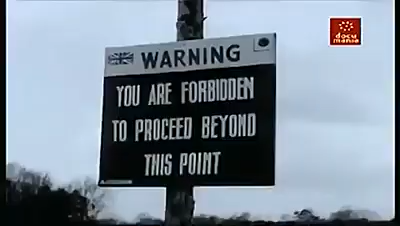 docu
mania
WARNING
YOU ARE FORBIDDEN
TO PROCEED BEYOND
THIS POINT